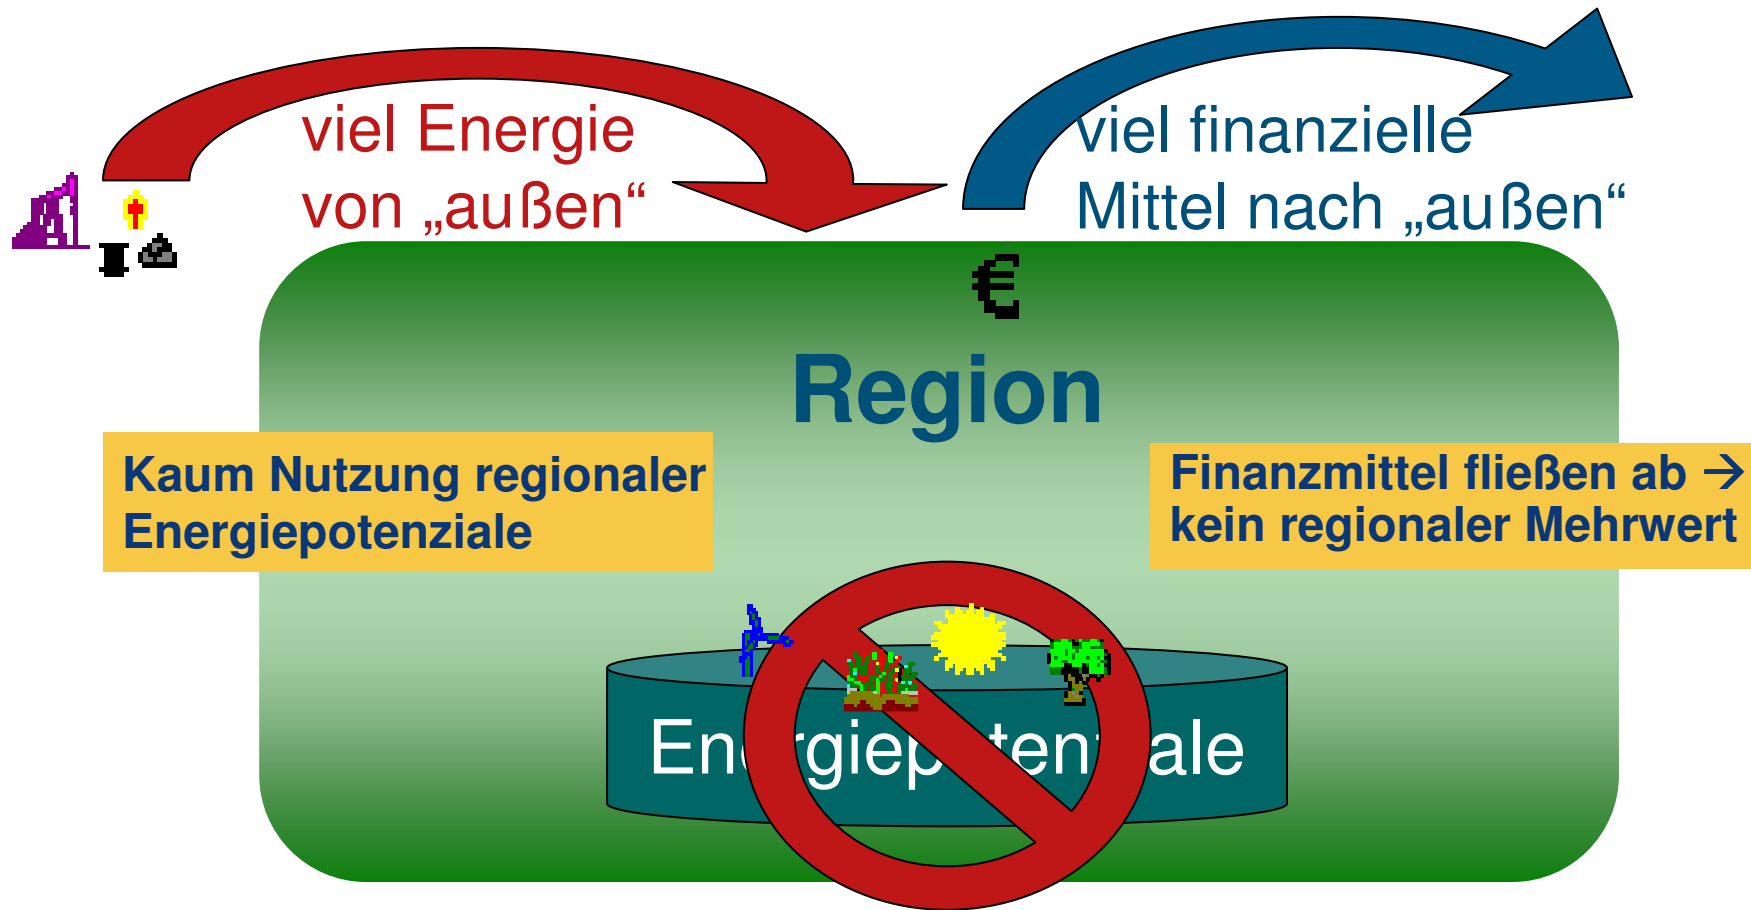 viel Energie
von „außen“
viel finanzielle
Mittel nach „außen“
€
Region
Kaum Nutzung regionaler
Energiepotenziale
Finanzmittel fließen ab →
kein regionaler Mehrwert
Energiepotenziale